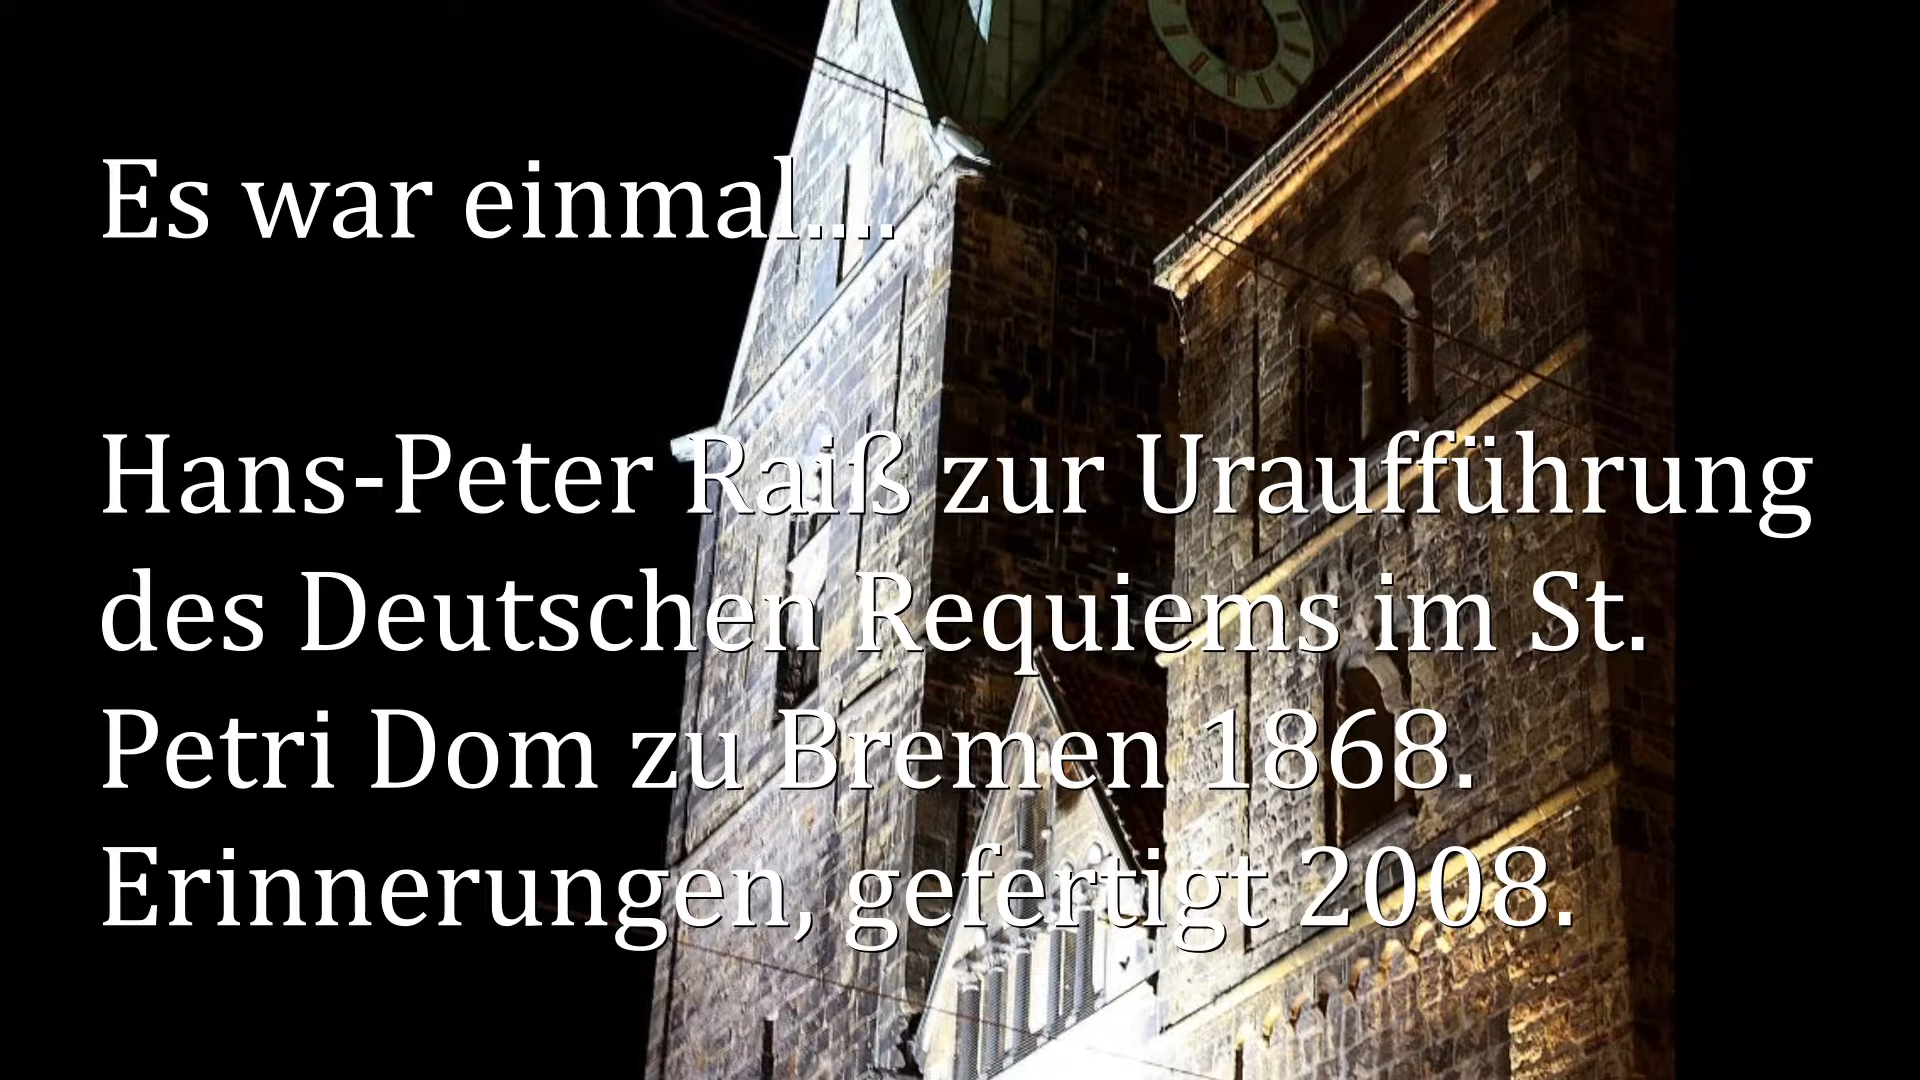 Es war einmal....
Hans-Peter Raiß zur Uraufführung
des Deutschen Requiems im St.
Petri Dom zu Bremen 1868.
Erinnerungen, gefertigt 2008.